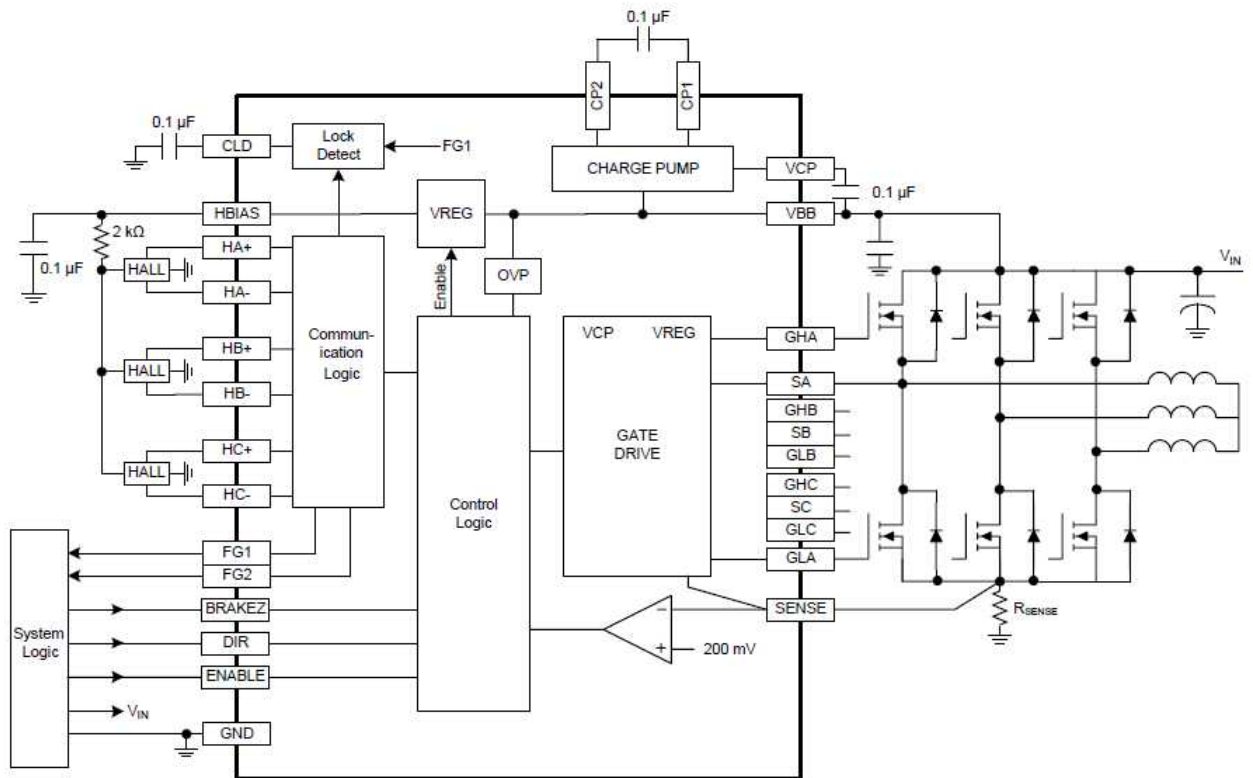 0.1 µF
CP2
CP1
0.1 µF
CLD
Lock
Detect
FG1
CHARGE PUMP
VCP
0.1 µF
HBIAS
VREG
VBB
2 kΩ
0.1 µF
HA+
HALL
HA-
Enable
OVP
VIN
HB+
HALL
HB-
Commun-
ication
Logic
VCP
VREG
GHA
SA
GHB
SB
GLB
GATE
DRIVE
HC+
HALL
HC-
Control
Logic
GHC
SC
GLC
GLA
FG1
FG2
BRAKEZ
DIR
ENABLE
System
Logic
VIN
GND
SENSE
RSENSE
−
+
200 mV